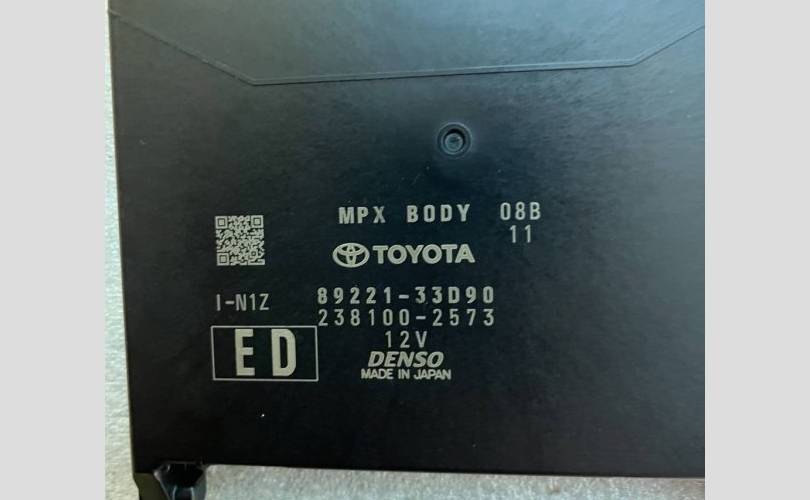 MPX BODY 08B
11
TOYOTA
I-N1Z 89221-33D90
238100-2573
ED
12V
DENSO
MADE IN JAPAN